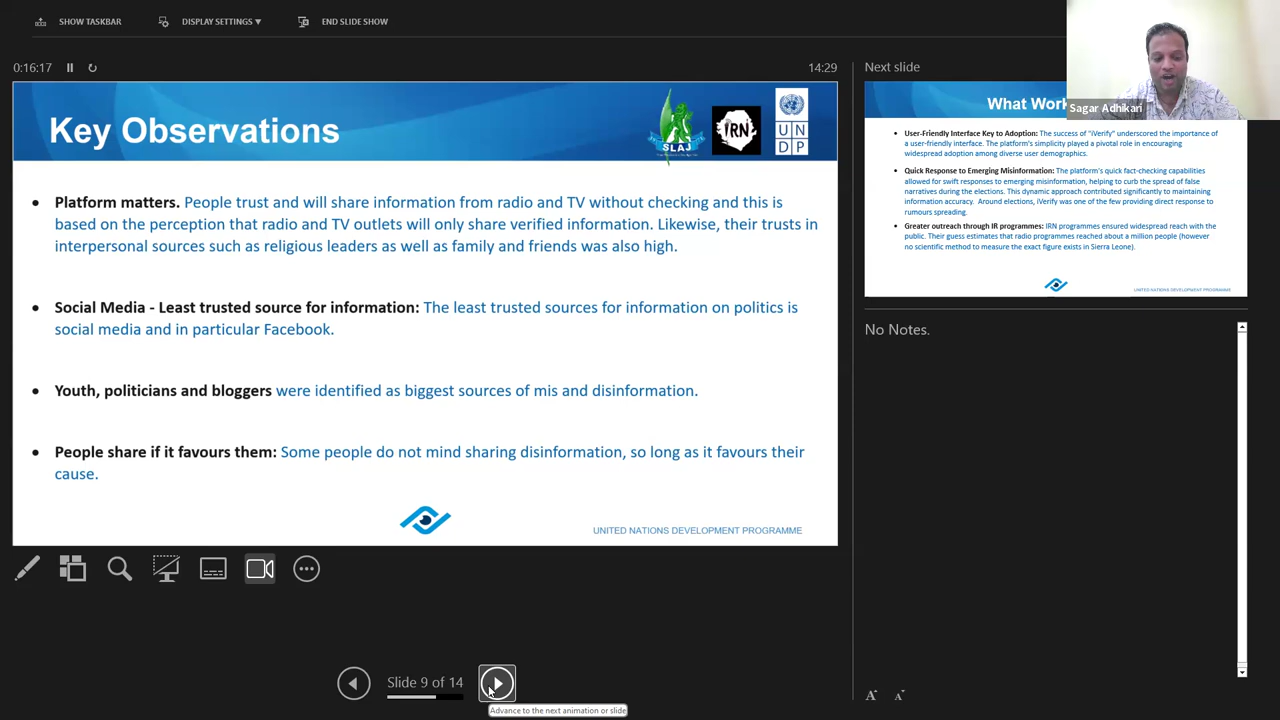 SHOW TASKBAR
DISPLAY SETTINGS ▼
END SLIDE SHOW
0:16:17
14:29
Key Observations
SLAJ
IRN
U N
D P
• Platform matters. People trust and will share information from radio and TV without checking and this is
based on the perception that radio and TV outlets will only share verified information. Likewise, their trusts in
interpersonal sources such as religious leaders as well as family and friends was also high.
• Social Media - Least trusted source for information: The least trusted sources for information on politics is
social media and in particular Facebook.
• Youth, politicians and bloggers were identified as biggest sources of mis and disinformation.
• People share if it favours them: Some people do not mind sharing disinformation, so long as it favours their
cause.
UNITED NATIONS DEVELOPMENT PROGRAMME
Slide 9 of 14
Advance to the next animation or slide
Next slide
Sagar Adhikari
What Work
• User-Friendly Interface Key to Adoption: The success of "iVerify" underscored the importance of
a user-friendly interface. The platform's simplicity played a pivotal role in encouraging
widespread adoption among diverse user demographics.
• Quick Response to Emerging Misinformation: The platform's quick fact-checking capabilities
allowed for swift responses to emerging misinformation, helping to curb the spread of false
narratives during the elections. This dynamic approach contributed significantly to maintaining
information accuracy. Around elections, iVerify was one of the few providing direct response to
rumours spreading.
• Greater outreach through IR programmes: IRN programmes ensured widespread reach with the
public. Their guess estimates that radio programmes reached about a million people (however
no scientific method to measure the exact figure exists in Sierra Leone).
UNITED NATIONS DEVELOPMENT PROGRAMME
No Notes.
A A